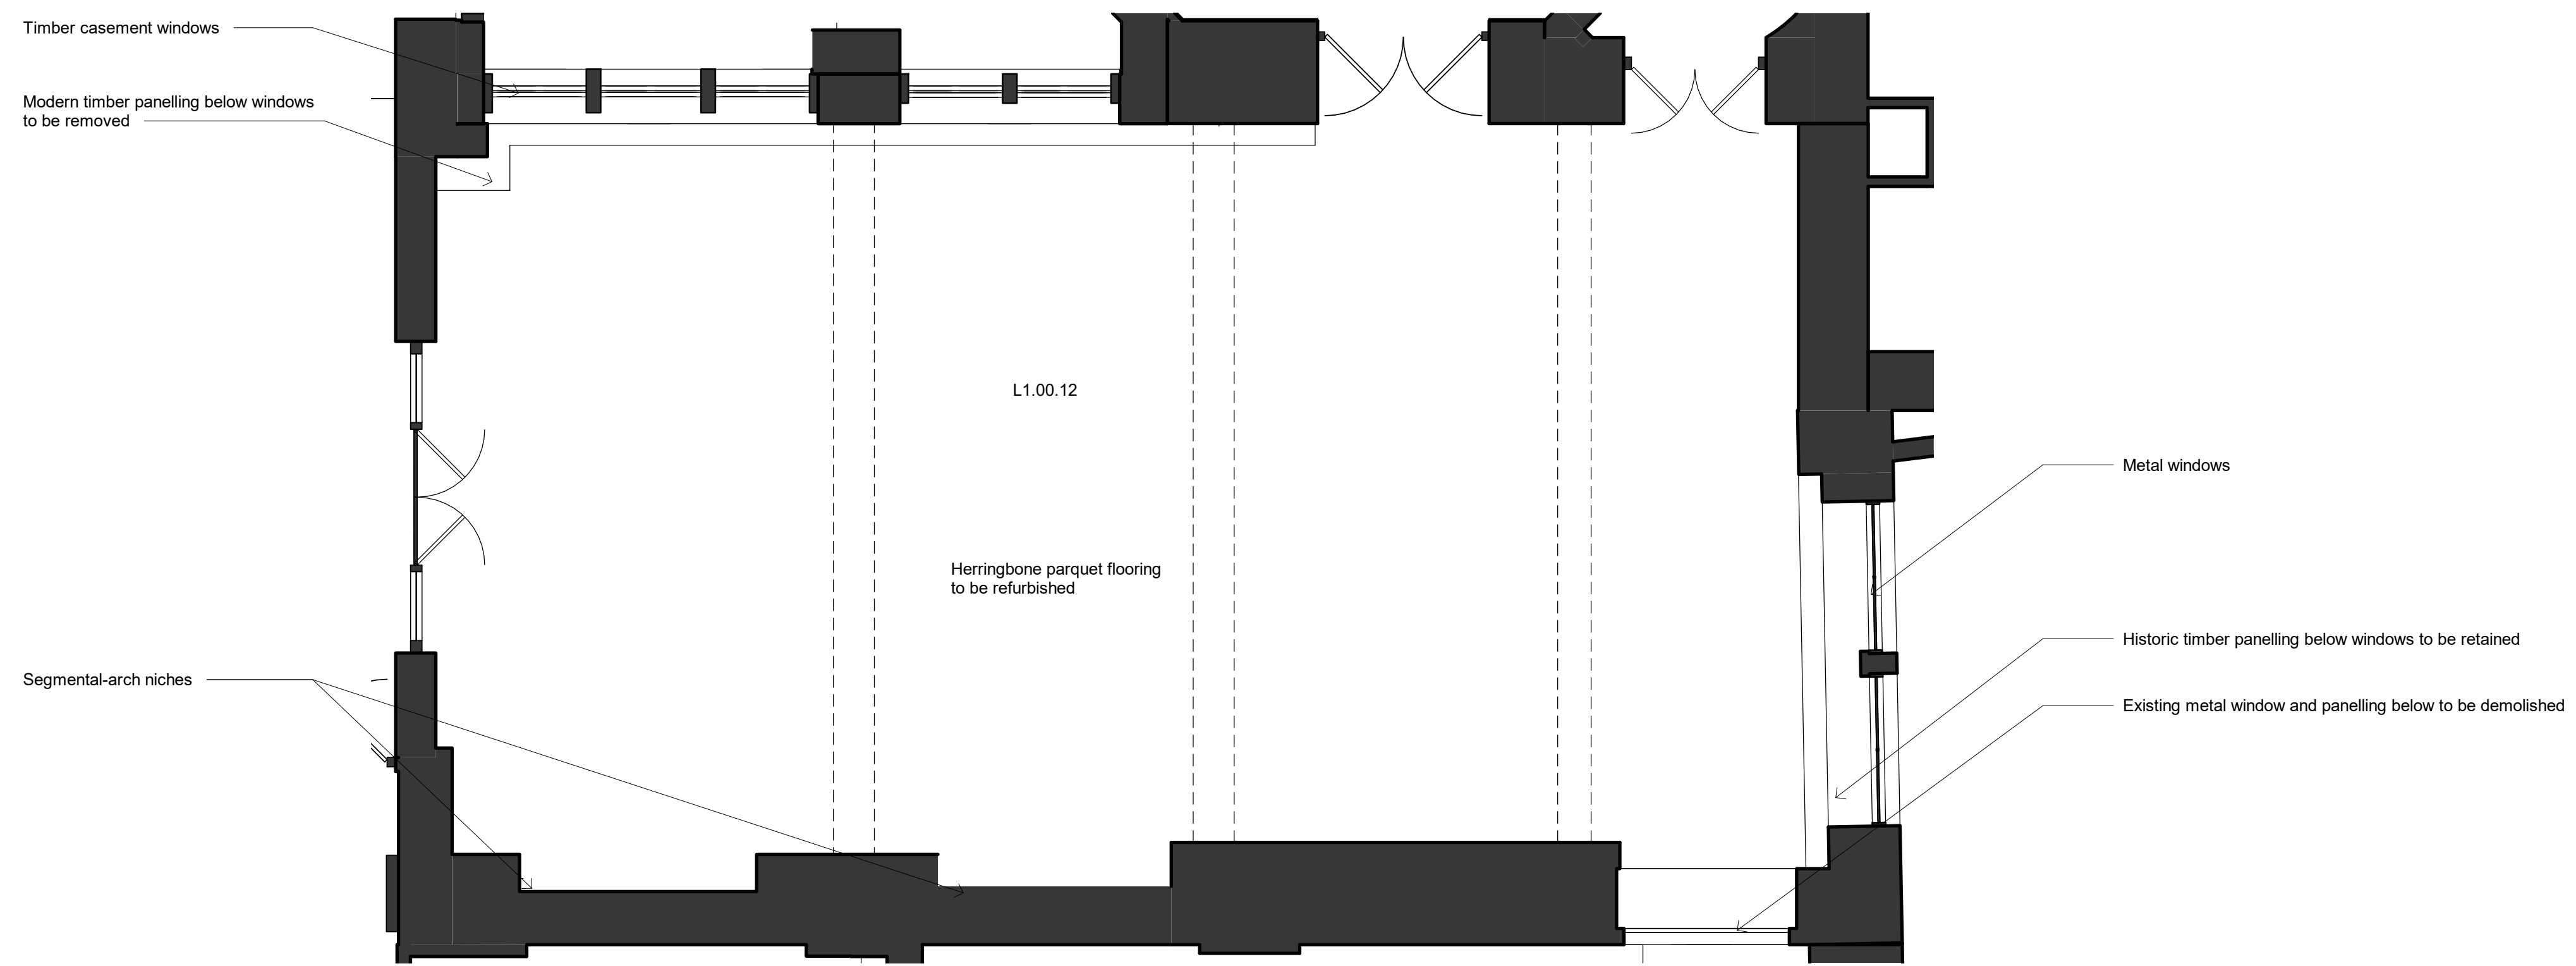 Timber casement windows
Modern timber panelling below windows
to be removed
L1.00.12
Metal windows
Herringbone parquet flooring
to be refurbished
Historic timber panelling below windows to be retained
Segmental-arch niches
Existing metal window and panelling below to be demolished